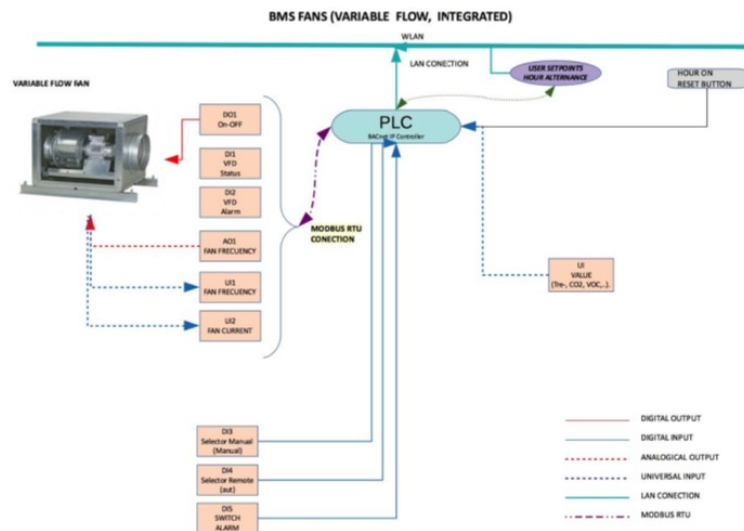 BMS FANS (VARIABLE FLOW, INTEGRATED)
WLAN
LAN CONECTION
USER SETPOINTS
HOUR ALTERNANCE
HOUR ON
RESET BUTTON
VARIABLE FLOW FAN
DO1
On-OFF
PLC
BACnet IP Controller
DI1
VFD
Status
DI2
VFD
Alarm
MODBUS RTU
CONECTION
AO1
FAN FRECUENCY
UI1
FAN FRECUENCY
UI2
FAN CURRENT
UI
VALUE
(Tre-, CO2, VOC,..).
DI3
Selector Manual
(Manual)
DI4
Selector Remote
(aut)
DI5
SWITCH
ALARM
DIGITAL OUTPUT
DIGITAL INPUT
ANALOGICAL OUTPUT
UNIVERSAL INPUT
LAN CONECTION
MODBUS RTU